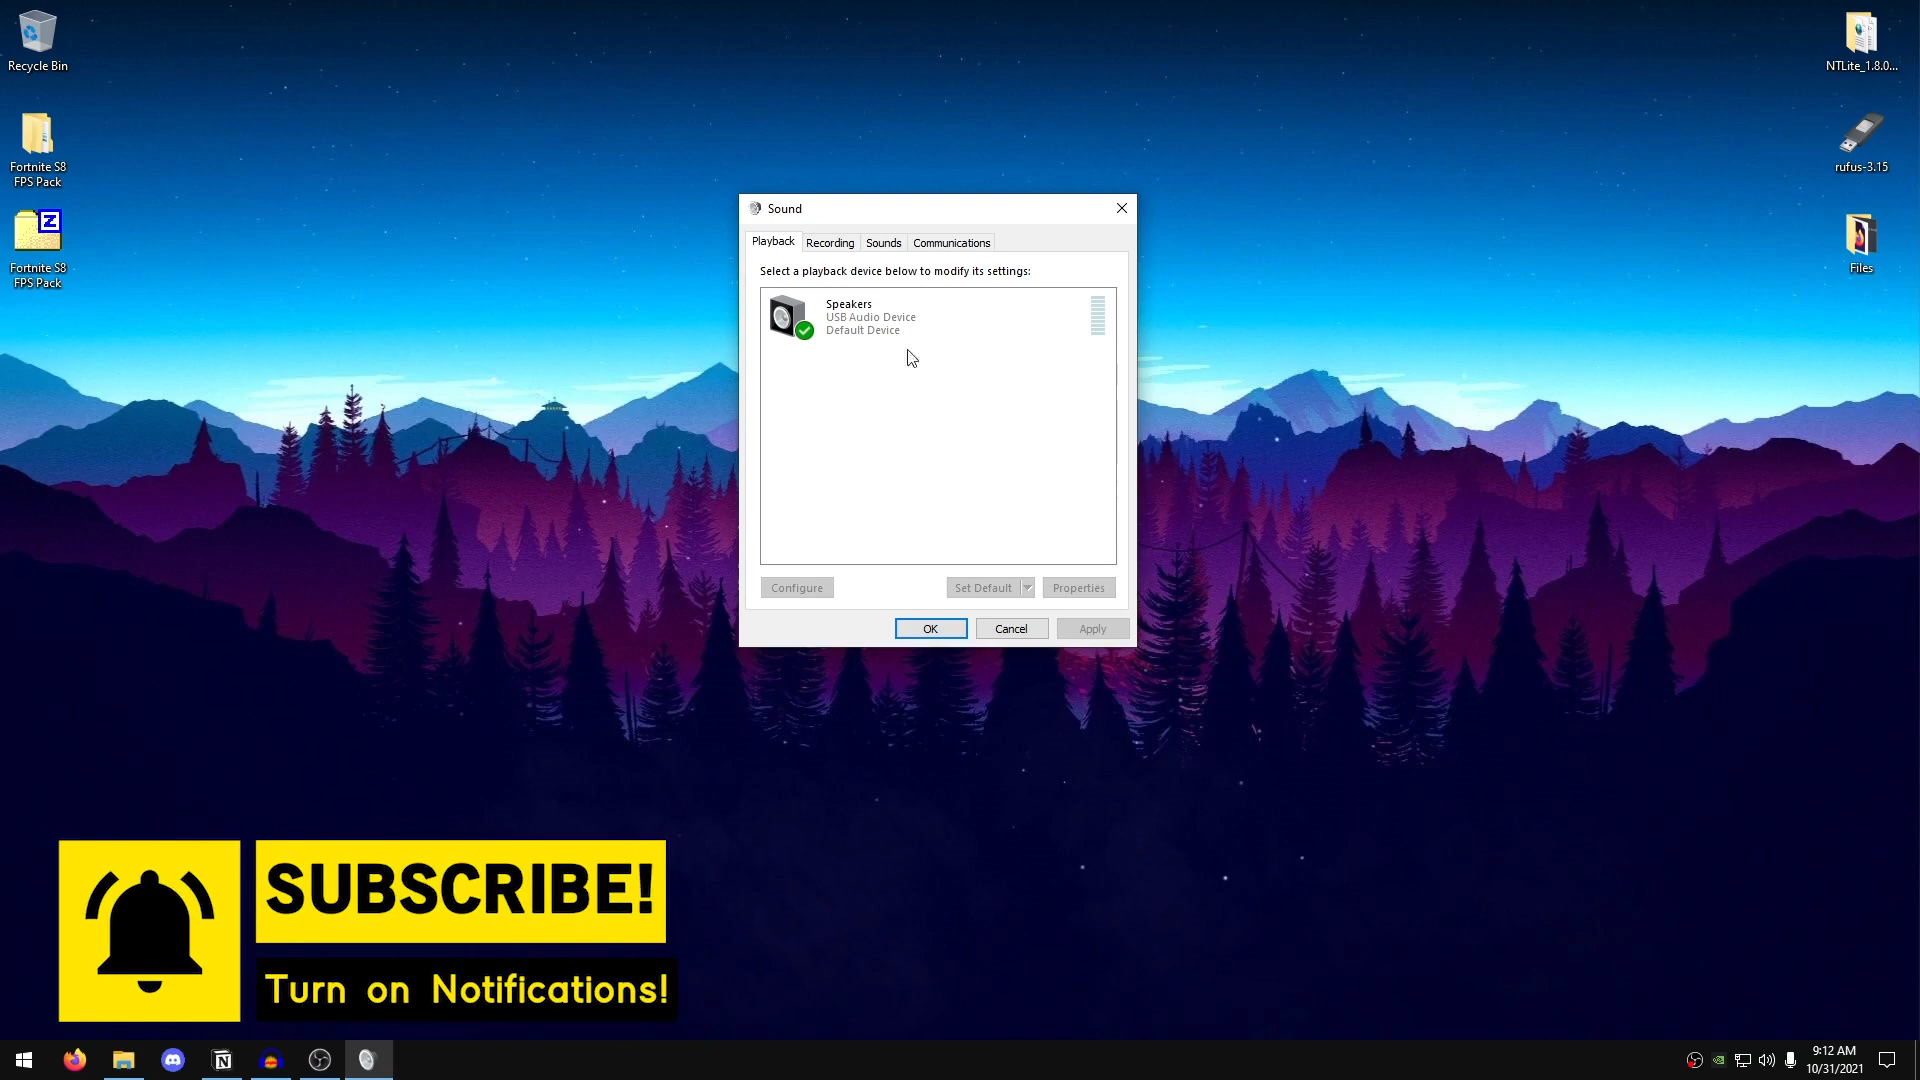 Recycle Bin
Fortnite S8
FPS Pack
Z
Fortnite S8
FPS Pack
NTLite_1.8.0...
rufus-3.15
Files
Sound
Playback
Recording
Sounds
Communications
Select a playback device below to modify its settings:
Speakers
USB Audio Device
Default Device
Configure
Set Default
Properties
OK
Cancel
Apply
SUBSCRIBE!
Turn on Notifications!
N
9:12 AM
10/31/2021